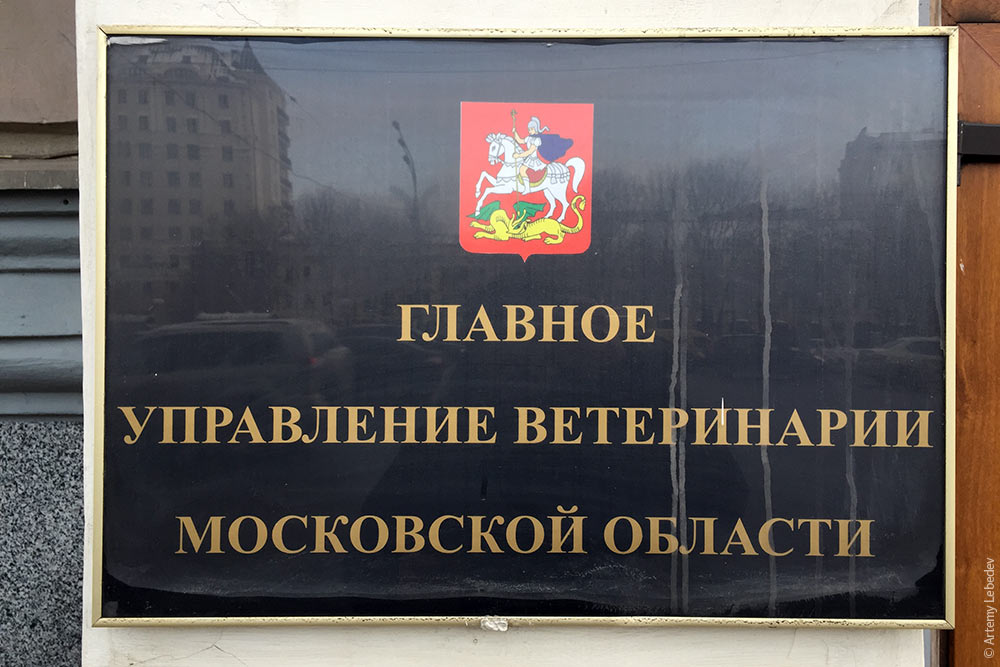 ГЛАВНОЕ
УПРАВЛЕНИЕ ВЕТЕРИНАРИИ
МОСКОВСКОЙ ОБЛАСТИ
© Artemy Lebedev